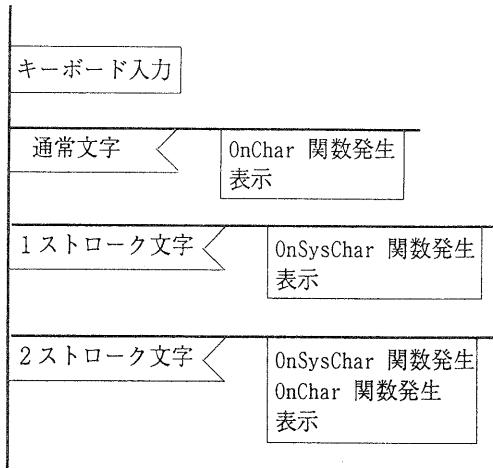 キーボード入力
通常文字
OnChar 関数発生
表示
1ストローク文字
OnSysChar 関数発生
表示
2ストローク文字
OnSysChar 関数発生
OnChar 関数発生
表示